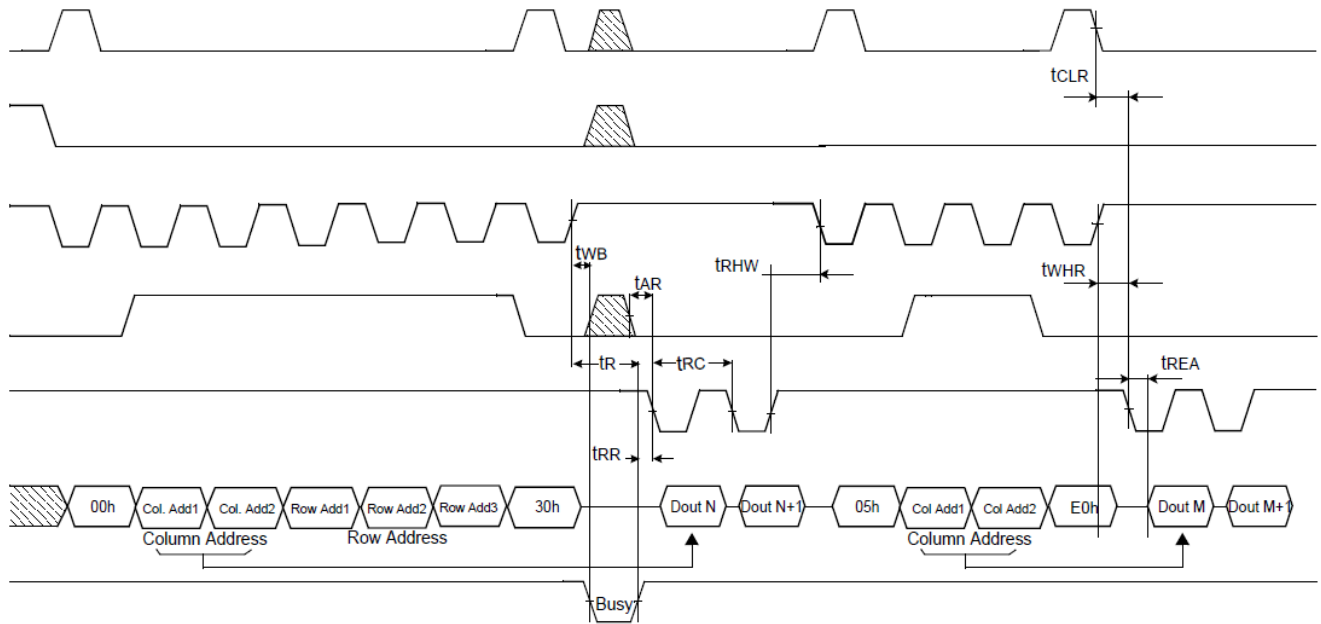 tCLR
tWB
tRHW
tWHR
tAR
tR
tRC
tREA
tRR
00h Col. Add1 Col. Add2 Row Add1 Row Add2 Row Add3 30h Dout N Dout N+1 05h Col Add1 Col Add2 E0h Dout M Dout M+1
Column Address Row Address Column Address
Busy